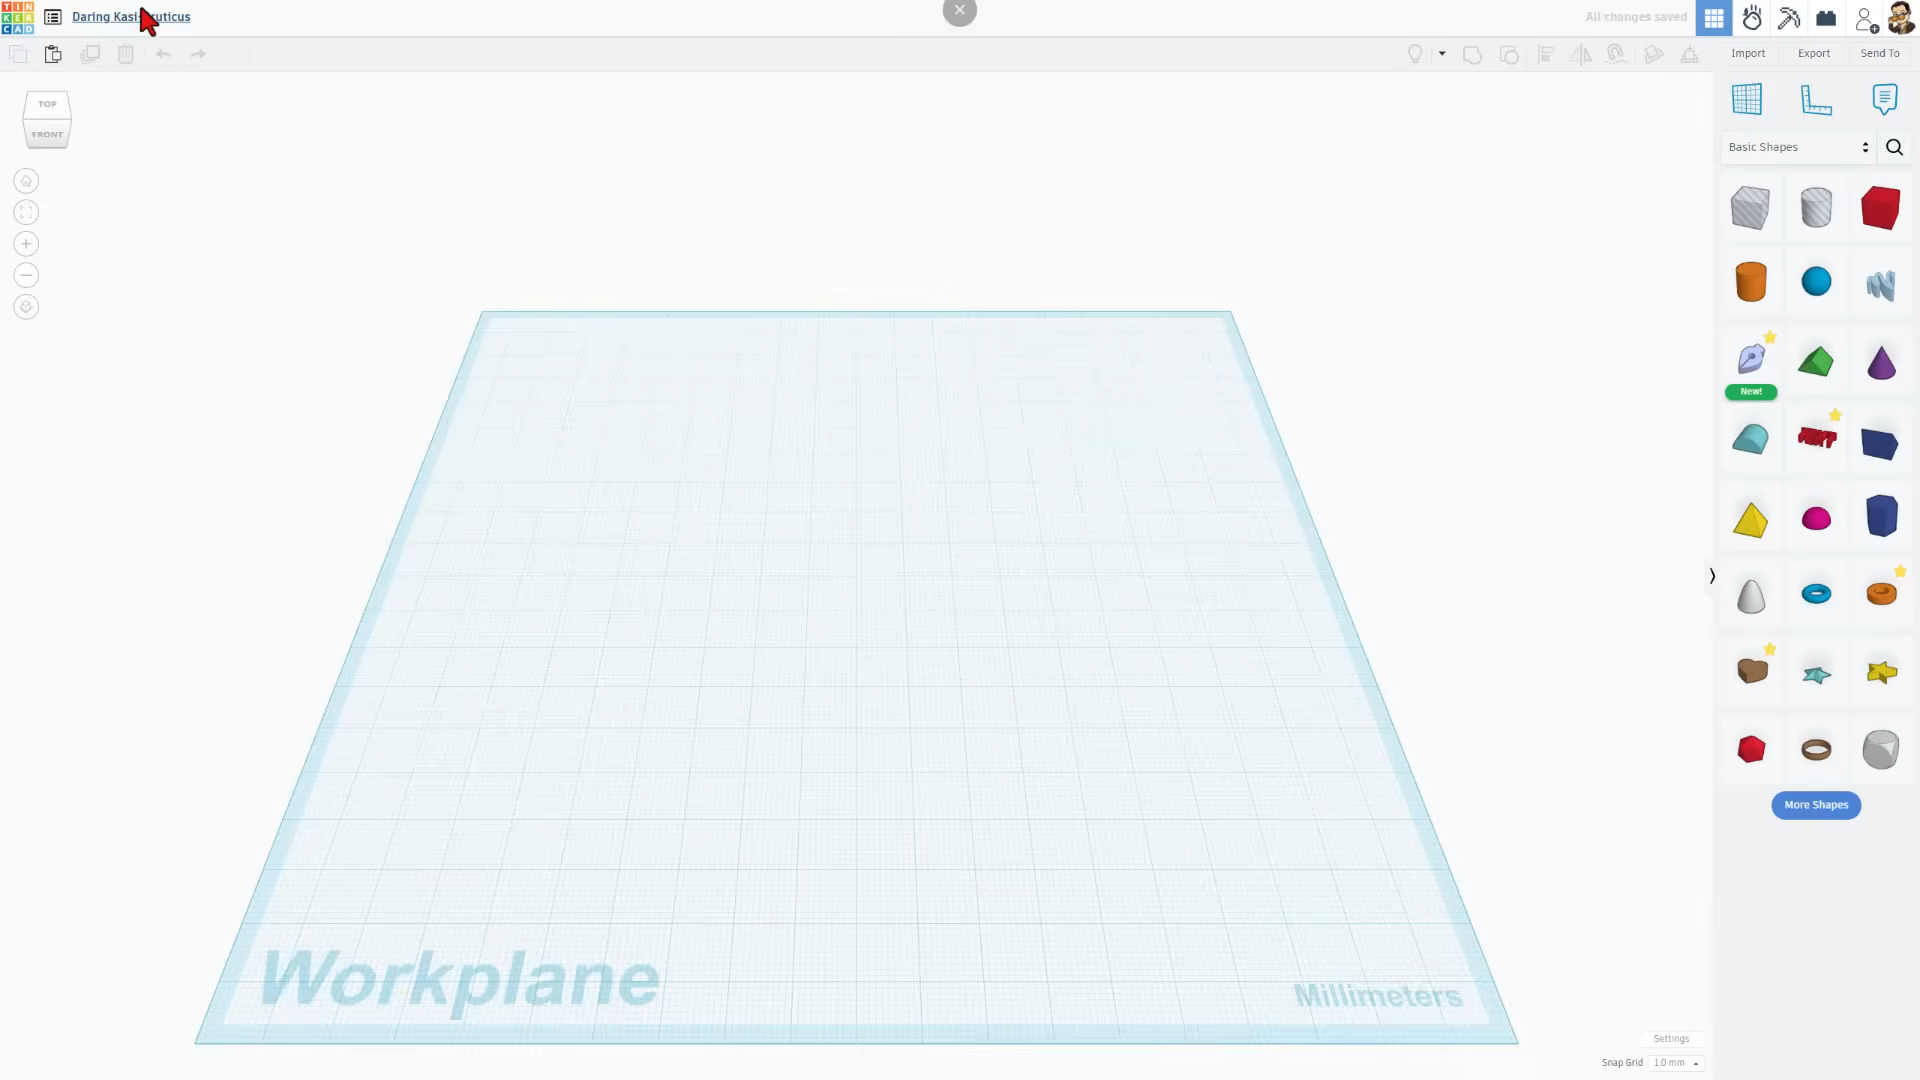 TIN
KER
CAD
Daring Kasi
uticus
All changes saved
Import
Export
Send To
TOP
FRONT
Basic Shapes
New!
More Shapes
Workplane
Millimeters
Settings
Snap Grid
1.0 mm